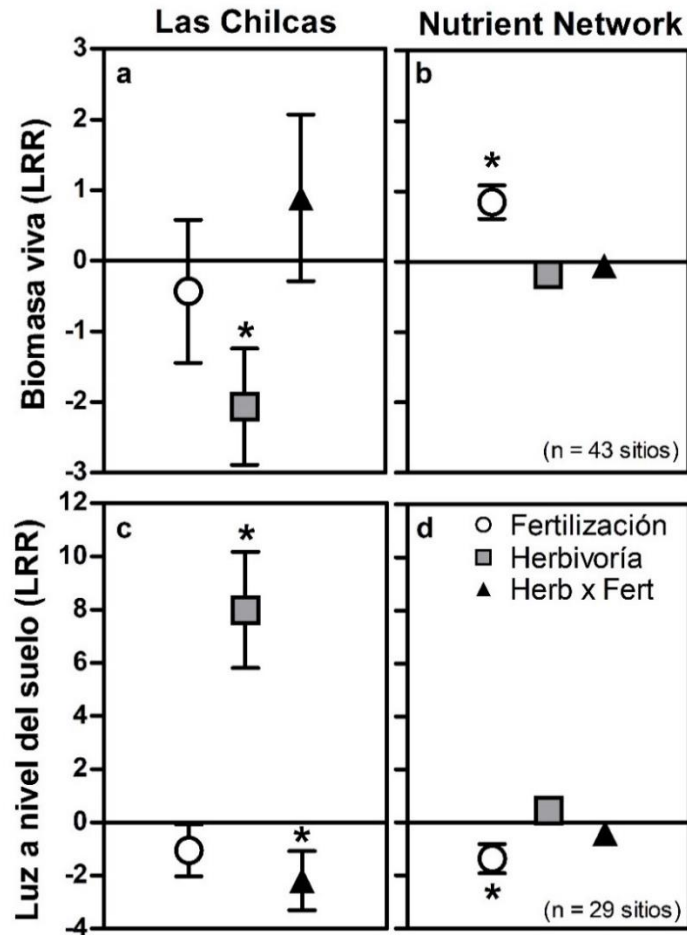 Las Chilcas
Nutrient Network
Biomasa viva (LRR)
3
2
1
0
-1
-2
-3
a
*
b
*
(n = 43 sitios)
Luz a nivel del suelo (LRR)
12
10
8
6
4
2
0
-2
-4
c
*
*
d
Fertilización
Herbivoría
Herb x Fert
*
(n = 29 sitios)